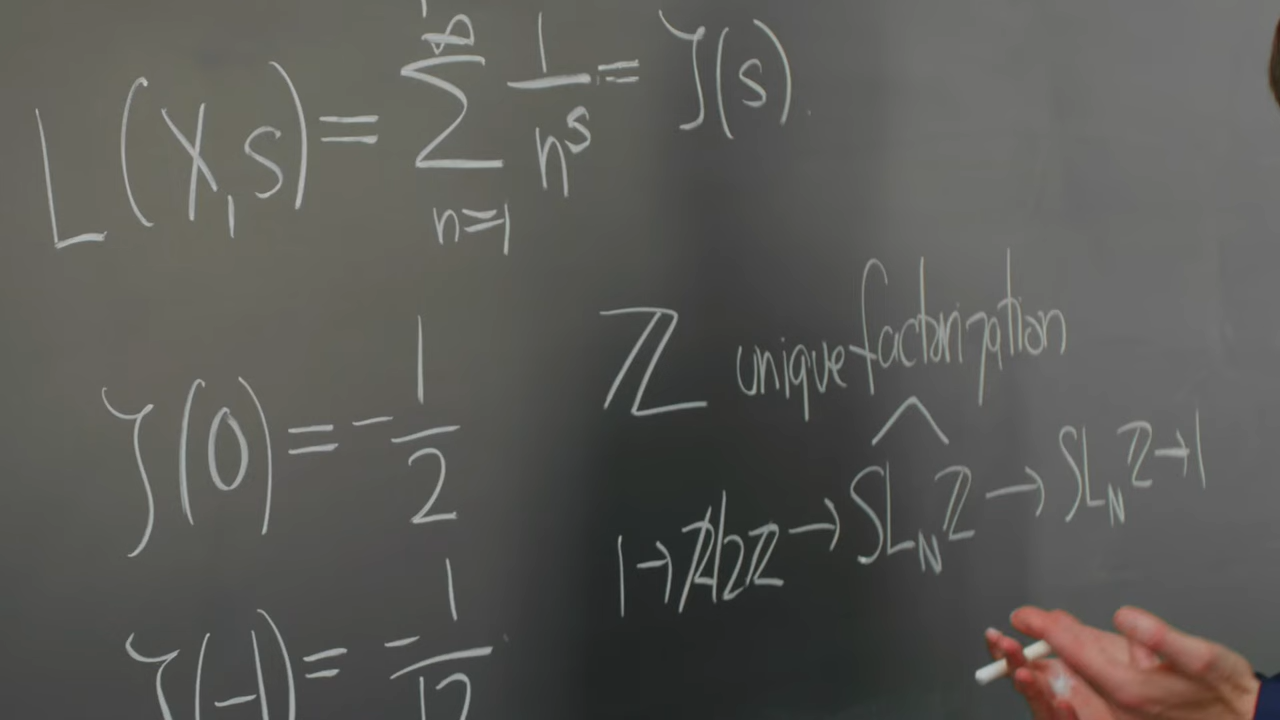 L(χ,s) = ∑_{n=1}^{∞} 1/n^s = ζ(s).
ζ(0) = -1/2
ζ(-1) = -1/12
ℤ unique factorization
1 → ℤ/2ℤ → \widehat{SL_N ℤ} → SL_N ℤ → 1